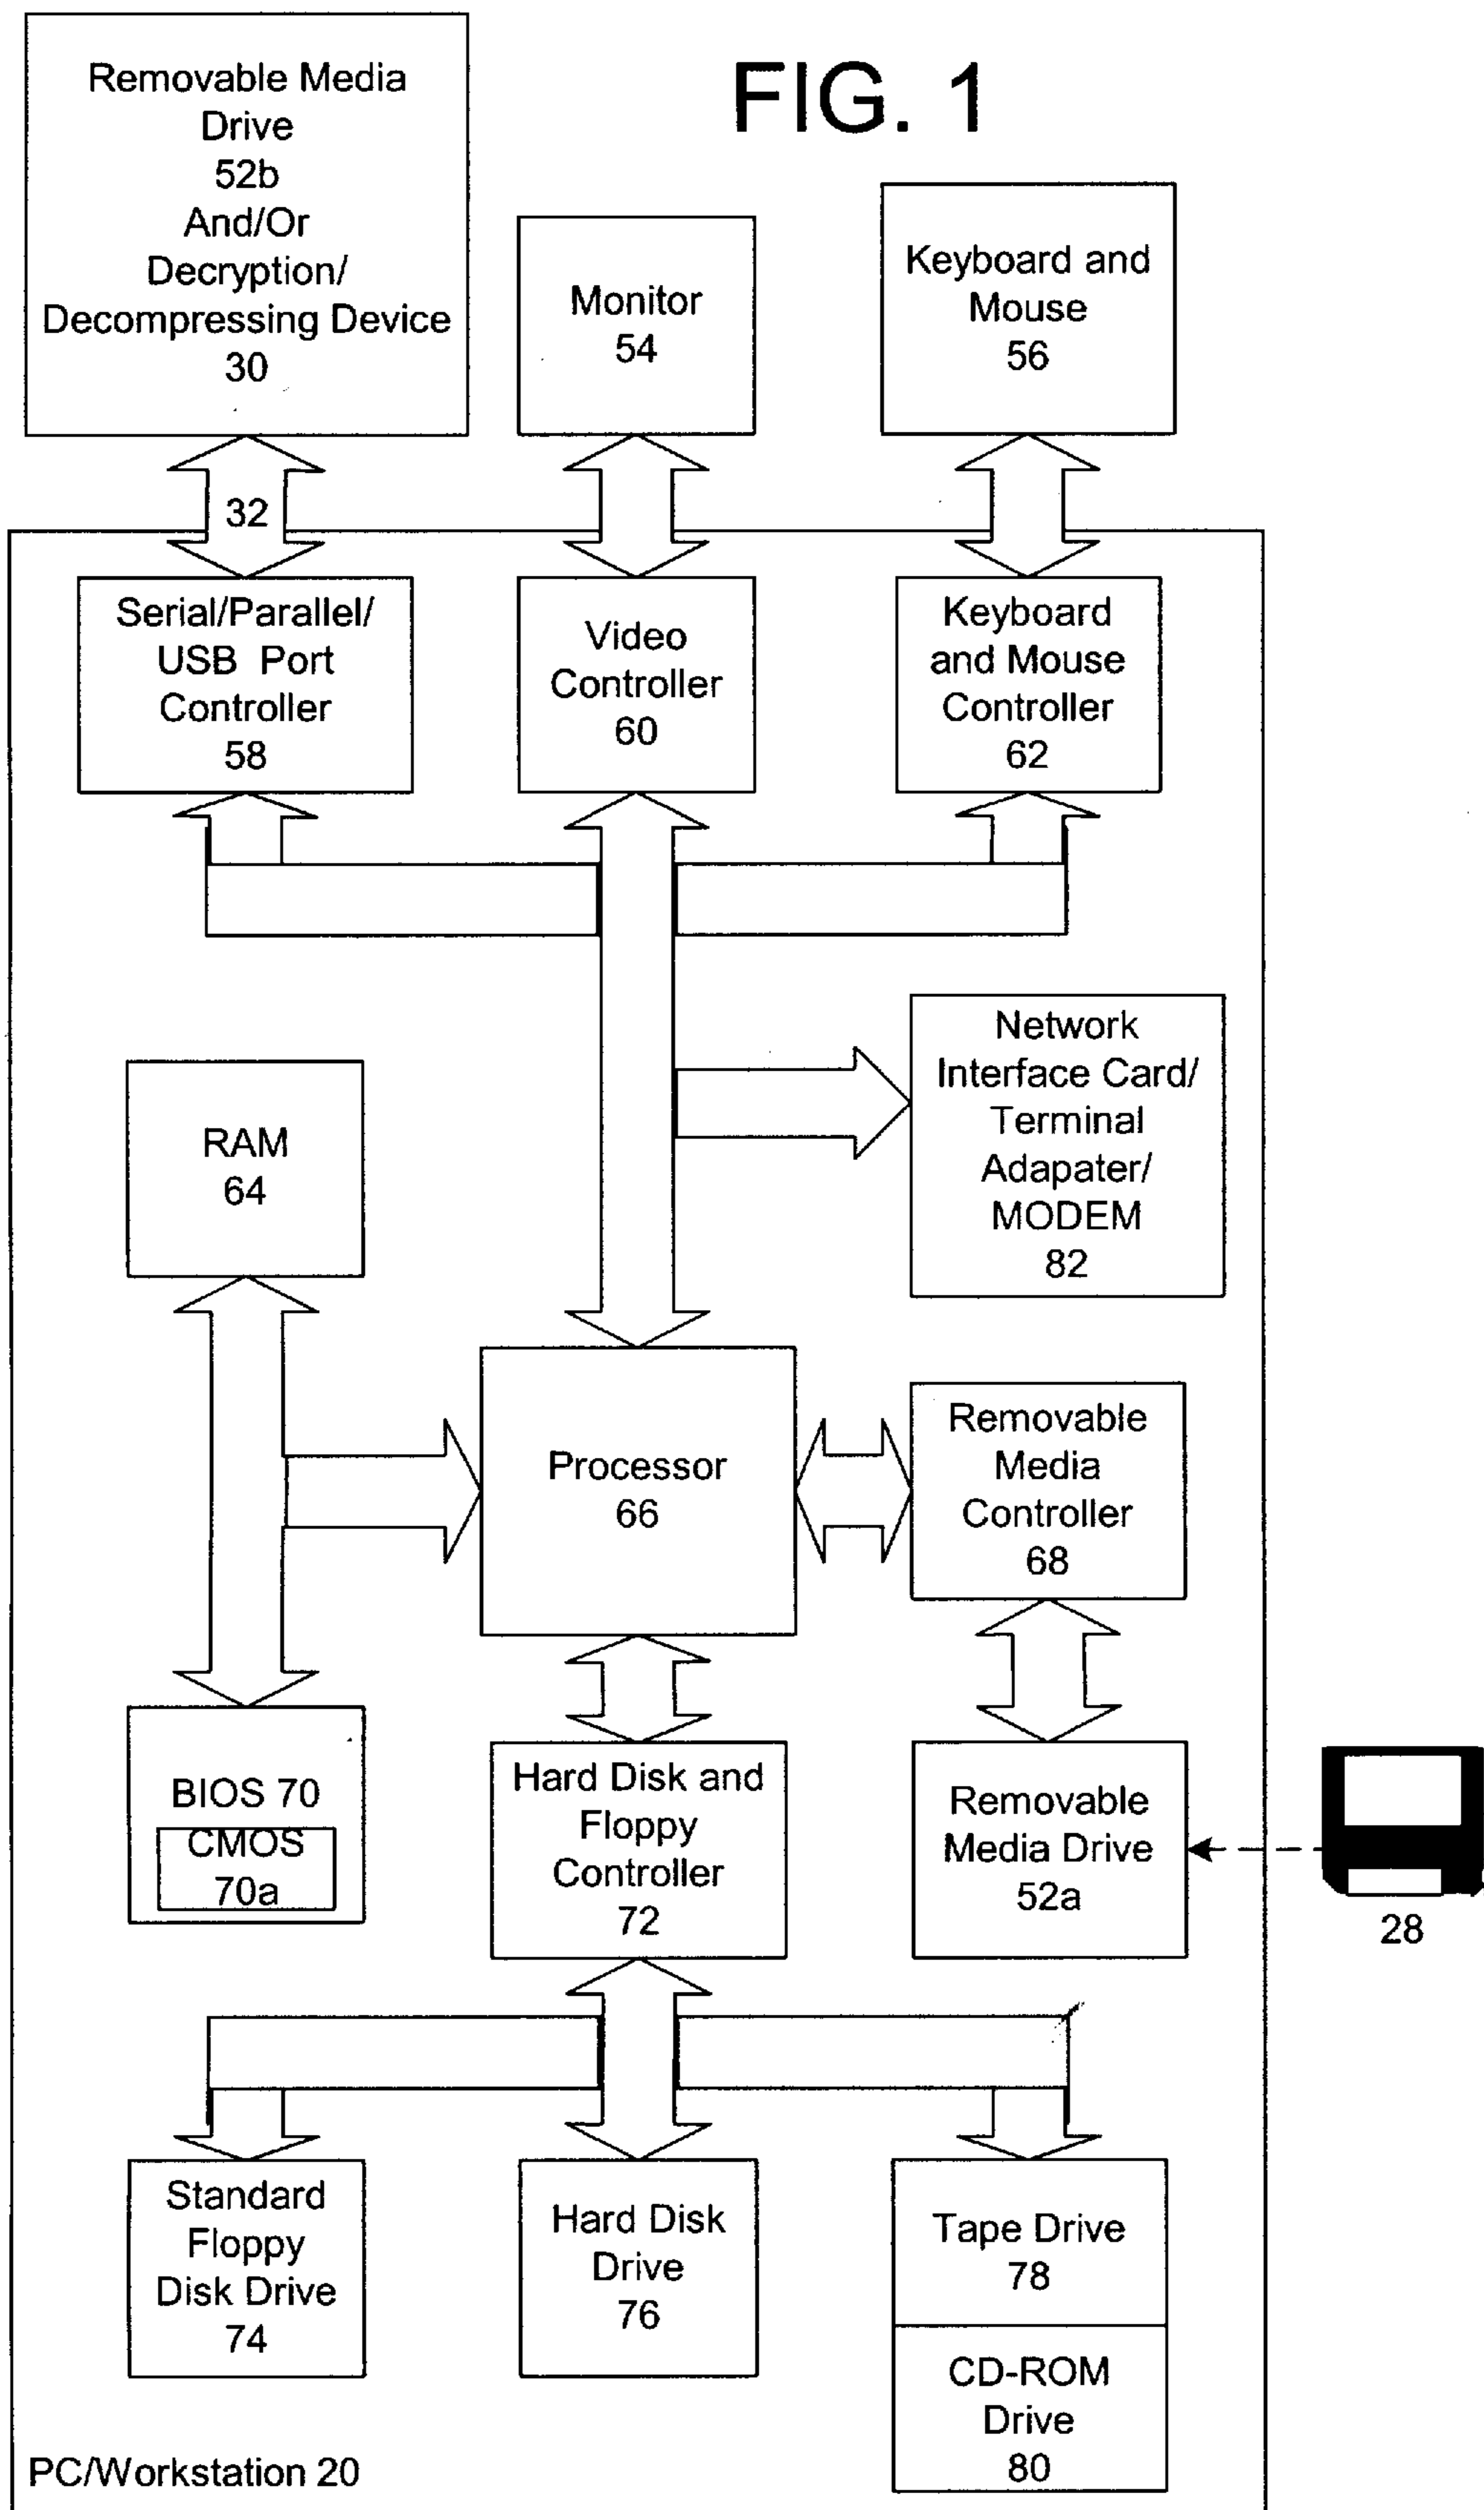 FIG. 1
Removable Media
Drive
52b
And/Or
Decryption/
Decompressing Device
30
Monitor
54
Keyboard and
Mouse
56
32
Serial/Parallel/
USB Port
Controller
58
Video
Controller
60
Keyboard
and Mouse
Controller
62
Network
Interface Card/
Terminal
Adapater/
MODEM
82
RAM
64
Processor
66
Removable
Media
Controller
68
BIOS 70
CMOS
70a
Hard Disk and
Floppy
Controller
72
Removable
Media Drive
52a
28
Standard
Floppy
Disk Drive
74
Hard Disk
Drive
76
Tape Drive
78
CD-ROM
Drive
80
PC/Workstation 20